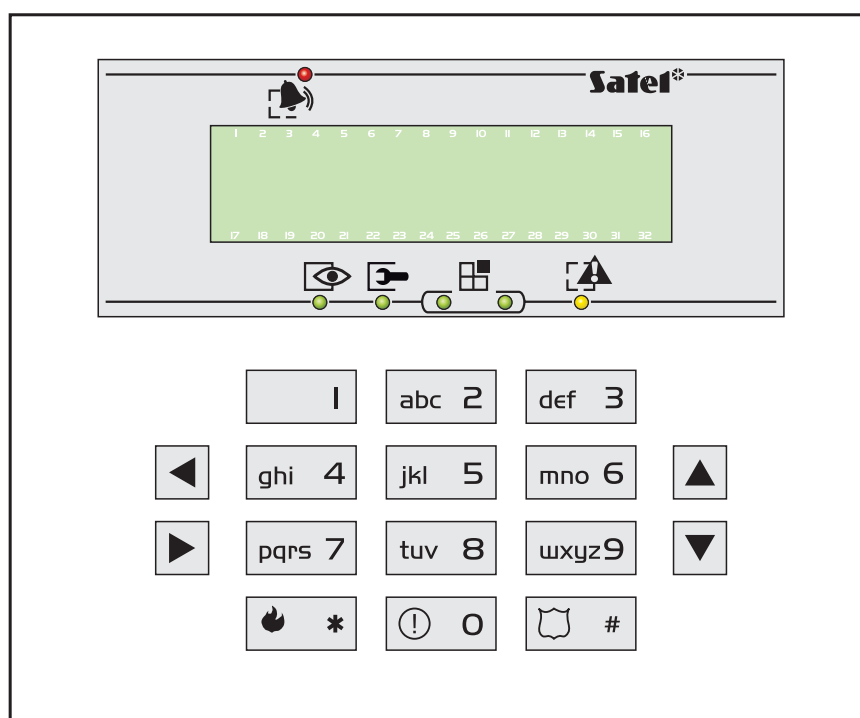 Satel
1 2 3 4 5 6 7 8 9 10 11 12 13 14 15 16
17 18 19 20 21 22 23 24 25 26 27 28 29 30 31 32
1 abc 2 def 3
ghi 4 jkl 5 mno 6
pqrs 7 tuv 8 wxyz 9
* ! 0 #